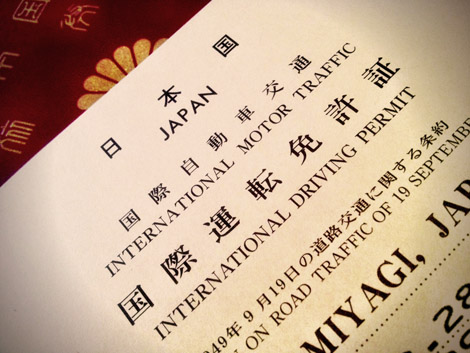 日本国
JAPAN
国際自動車交通
INTERNATIONAL MOTOR TRAFFIC
国際運転免許証
INTERNATIONAL DRIVING PERMIT
949年9月19日の道路交通に関する条約
ON ROAD TRAFFIC OF 19 SEPTEMBE
MIYAGI, JAP
-28